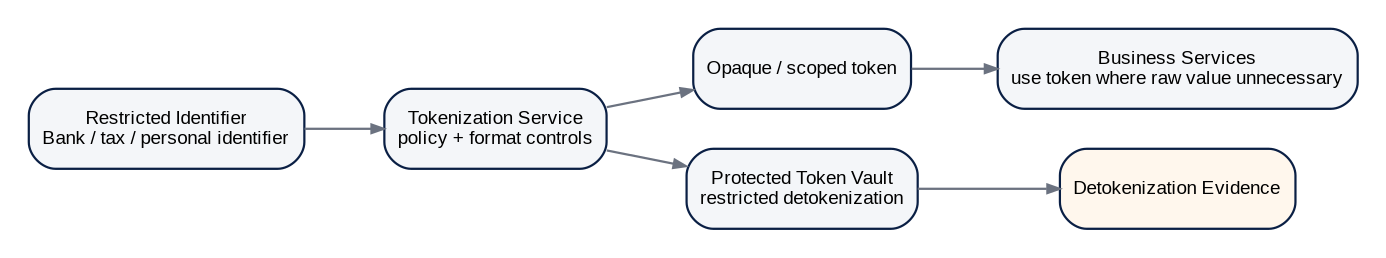 Restricted Identifier
Bank / tax / personal identifier
Tokenization Service
policy + format controls
Opaque / scoped token
Business Services
use token where raw value unnecessary
Protected Token Vault
restricted detokenization
Detokenization Evidence